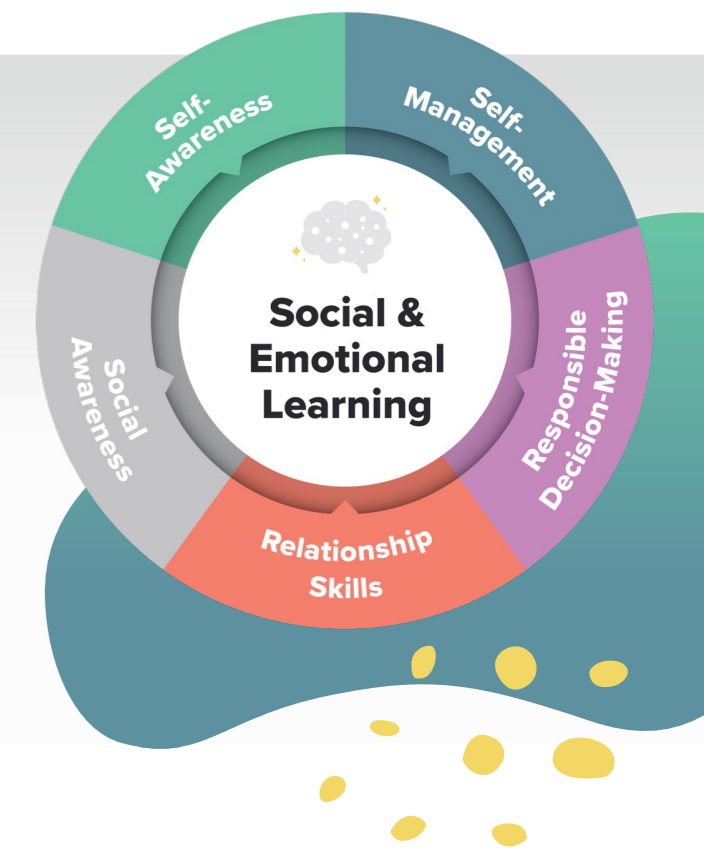 Self-
Awareness
Self-
Management
Social
Awareness
Social &
Emotional
Learning
Responsible
Decision-Making
Relationship
Skills